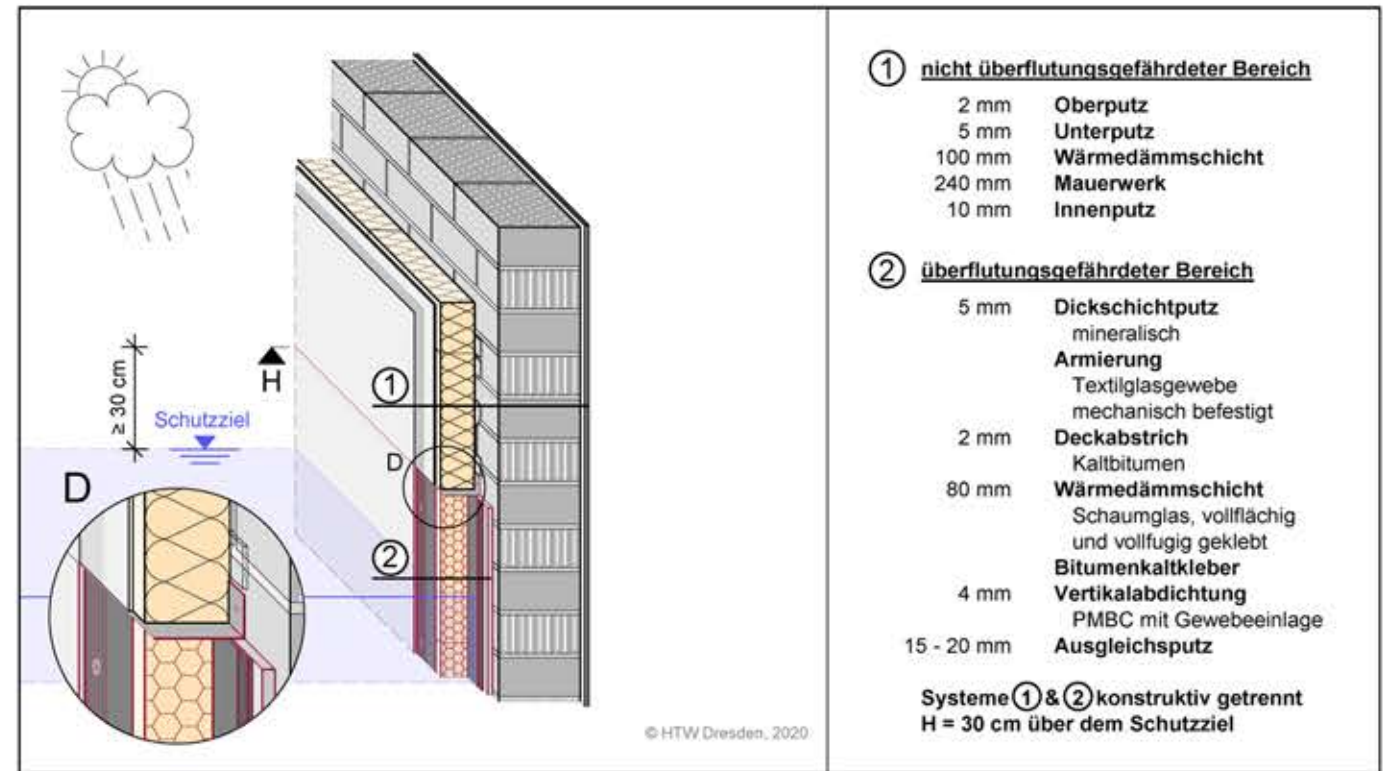 ≥ 30 cm
H
Schutzziel
D
D
1
2
© HTW Dresden, 2020
1 nicht überflutungsgefährdeter Bereich
2 mm Oberputz
5 mm Unterputz
100 mm Wärmedämmschicht
240 mm Mauerwerk
10 mm Innenputz
2 überflutungsgefährdeter Bereich
5 mm Dickschichtputz
mineralisch
Armierung
Textilglasgewebe
mechanisch befestigt
2 mm Deckabstrich
Kaltbitumen
80 mm Wärmedämmschicht
Schaumglas, vollflächig
und vollfugig geklebt
Bitumenkaltkleber
4 mm Vertikalabdichtung
PMBC mit Gewebeeinlage
15 - 20 mm Ausgleichsputz
Systeme 1 & 2 konstruktiv getrennt
H = 30 cm über dem Schutzziel